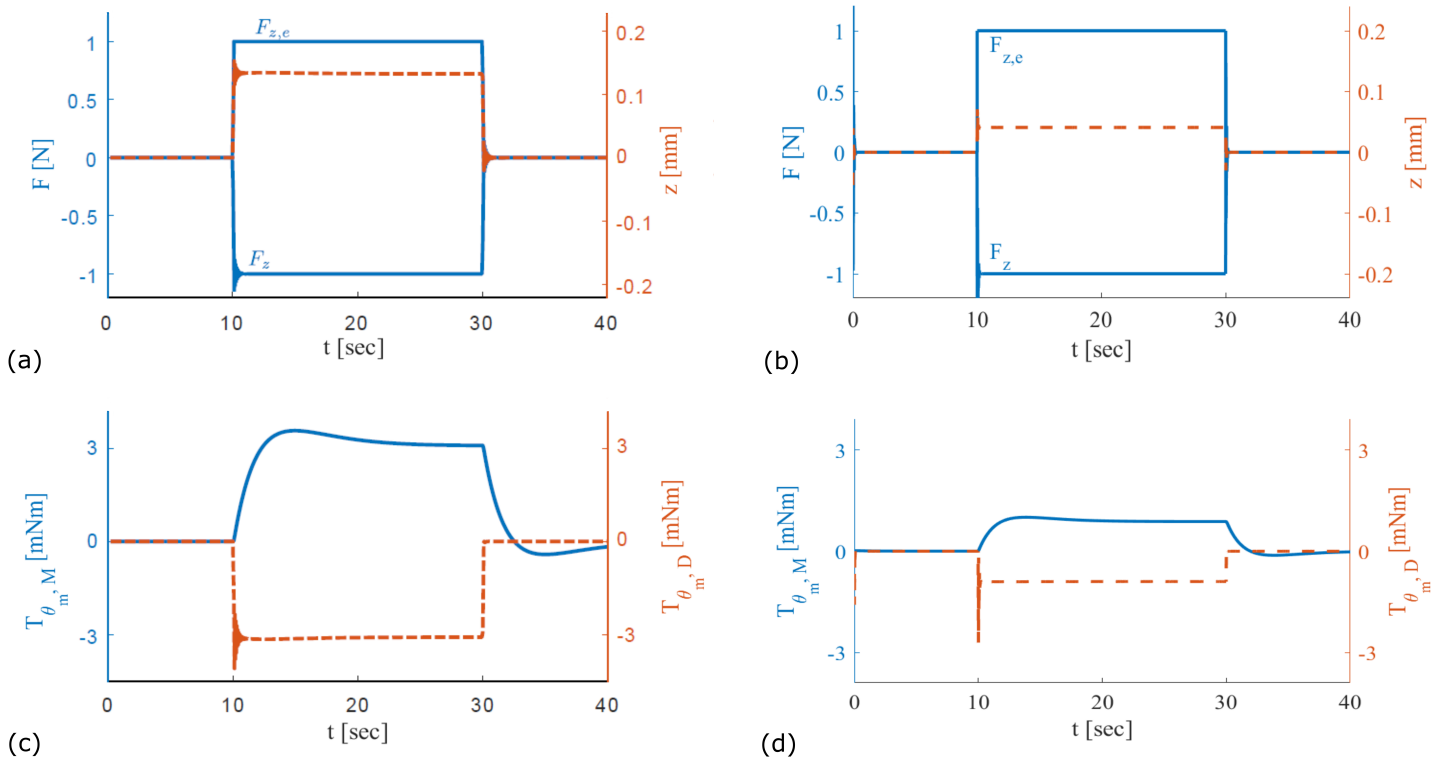 F_{z,e}
1
0.5
0
-0.5
-1
F [N]
0.2
0.1
0
-0.1
-0.2
z [mm]
F_z
0 10 20 30 40
t [sec]
(a)
F_{z,e}
1
0.5
0
-0.5
-1
F [N]
0.2
0.1
0
-0.1
-0.2
z [mm]
F_z
0 10 20 30 40
t [sec]
(b)
3
0
-3
T_{θ_m, M} [mNm]
3
0
-3
T_{θ_m, D} [mNm]
0 10 20 30 40
t [sec]
(c)
3
0
-3
T_{θ_m, M} [mNm]
3
0
-3
T_{θ_m, D} [mNm]
0 10 20 30 40
t [sec]
(d)